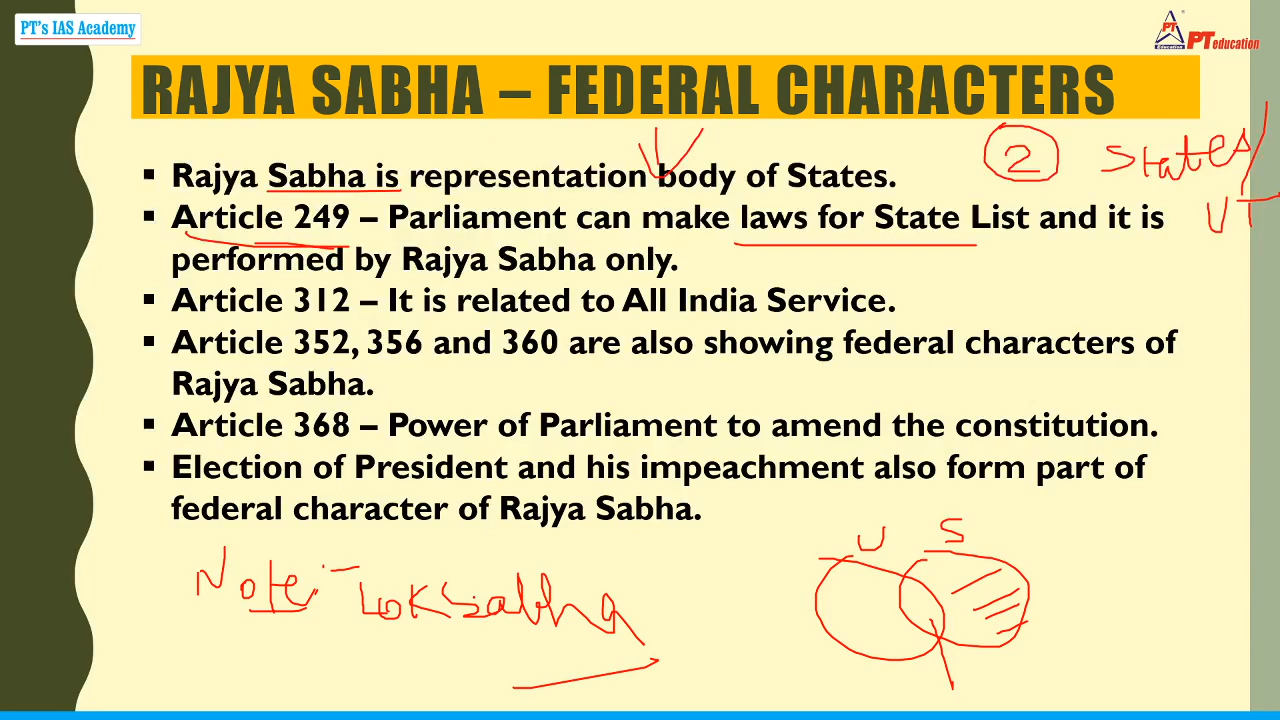 PT's IAS Academy
PT
Education
PT education
RAJYA SABHA – FEDERAL CHARACTERS
2 States/
UT
▪ Rajya Sabha is representation body of States.
▪ Article 249 – Parliament can make laws for State List and it is
performed by Rajya Sabha only.
▪ Article 312 – It is related to All India Service.
▪ Article 352, 356 and 360 are also showing federal characters of
Rajya Sabha.
▪ Article 368 – Power of Parliament to amend the constitution.
▪ Election of President and his impeachment also form part of
federal character of Rajya Sabha.
U S
Note:- Lok Sabha